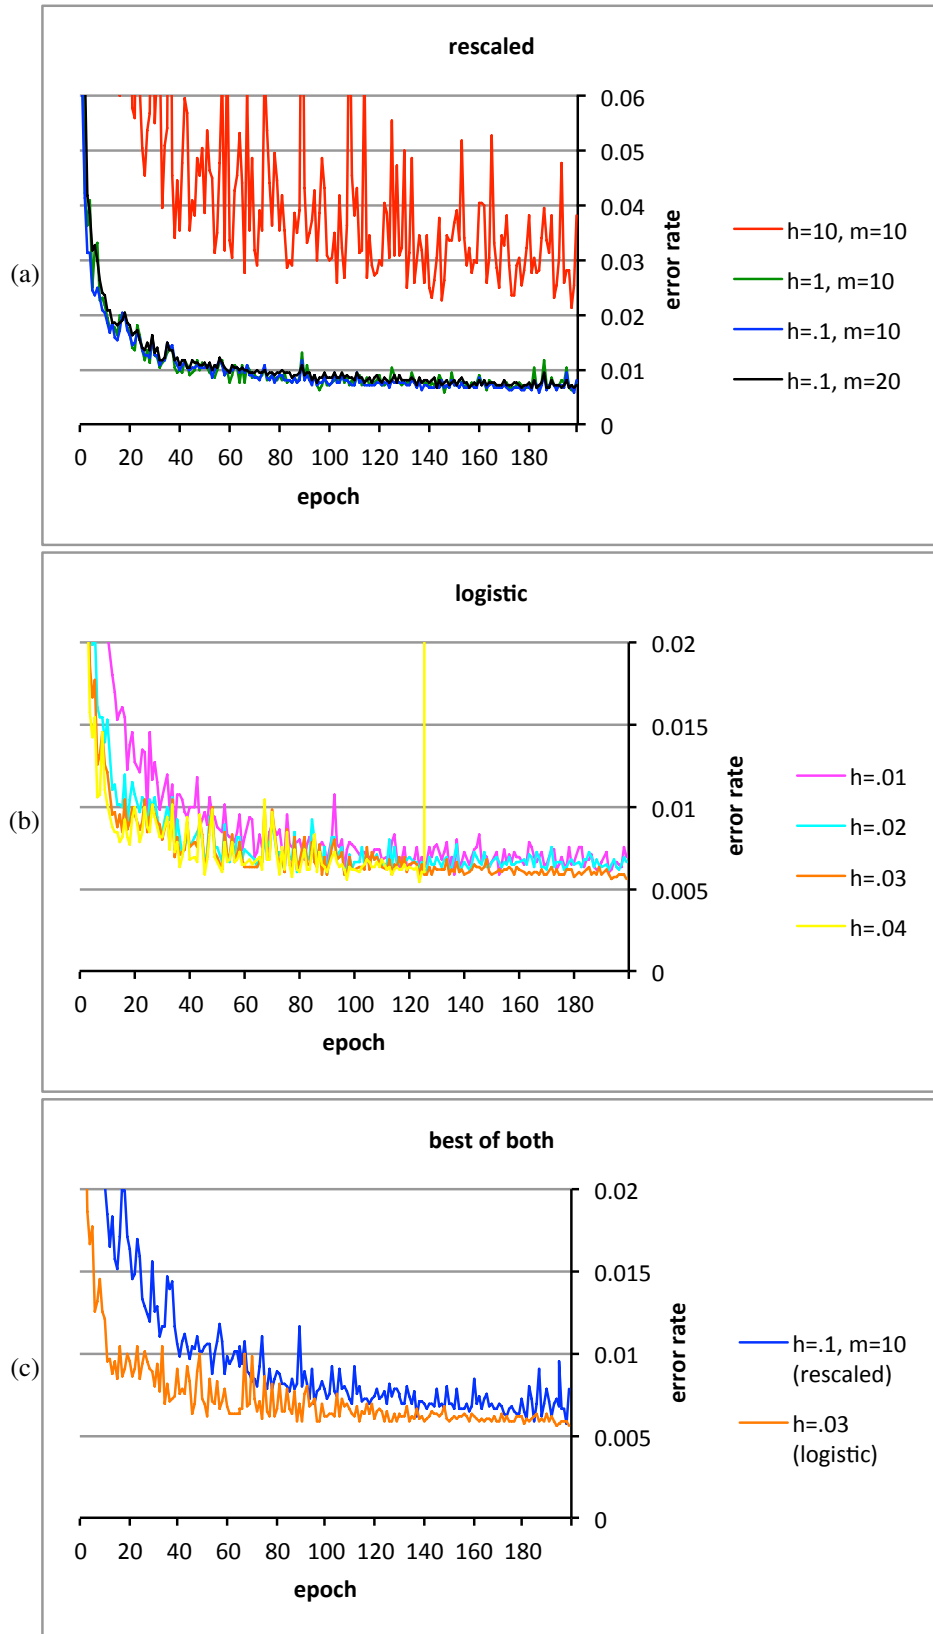 (a)
rescaled
0.06
0.05
0.04
0.03
0.02
0.01
0
error rate
0 20 40 60 80 100 120 140 160 180
epoch
h=10, m=10
h=1, m=10
h=.1, m=10
h=.1, m=20
(b)
logistic
0.02
0.015
0.01
0.005
0
error rate
0 20 40 60 80 100 120 140 160 180
epoch
h=.01
h=.02
h=.03
h=.04
(c)
best of both
0.02
0.015
0.01
0.005
0
error rate
0 20 40 60 80 100 120 140 160 180
epoch
h=.1, m=10
(rescaled)
h=.03
(logistic)